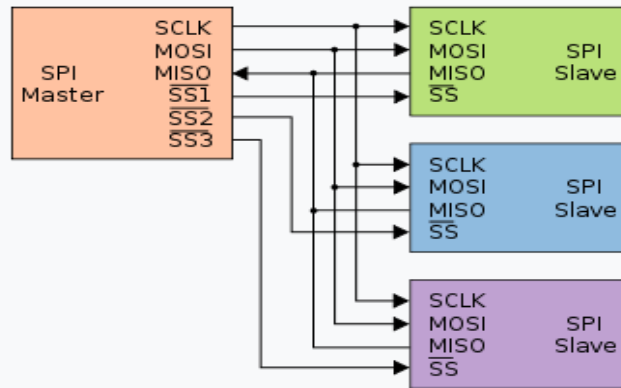 SPI
Master
SCLK
MOSI
MISO
SS1
SS2
SS3
SCLK
MOSI
MISO
SS
SPI
Slave
SCLK
MOSI
MISO
SS
SPI
Slave
SCLK
MOSI
MISO
SS
SPI
Slave